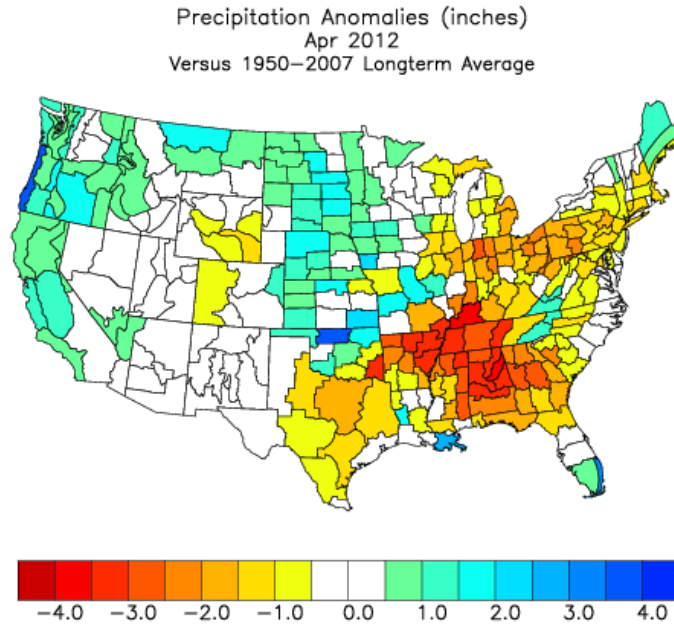 Precipitation Anomalies (inches)
Apr 2012
Versus 1950-2007 Longterm Average
-4.0 -3.0 -2.0 -1.0 0.0 1.0 2.0 3.0 4.0